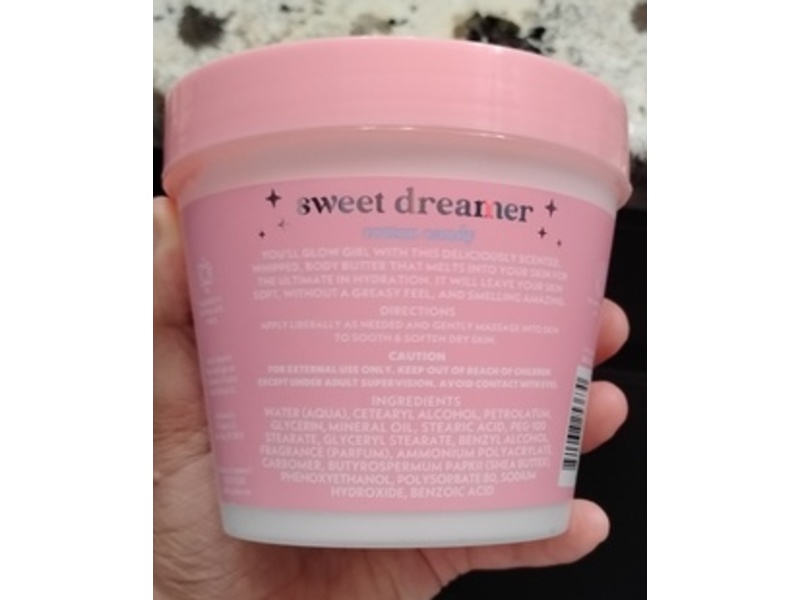 sweet dreamer
cotton candy
YOU'LL GLOW GIRL WITH THIS DELICIOUSLY SCENTED,
WHIPPED, BODY BUTTER THAT MELTS INTO YOUR SKIN FOR
THE ULTIMATE IN HYDRATION. IT WILL LEAVE YOUR SKIN
SOFT, WITHOUT A GREASY FEEL, AND SMELLING AMAZING.
DIRECTIONS
APPLY LIBERALLY AS NEEDED AND GENTLY MASSAGE INTO SKIN
TO SOOTH & SOFTEN DRY SKIN.
CAUTION
FOR EXTERNAL USE ONLY. KEEP OUT OF REACH OF CHILDREN
EXCEPT UNDER ADULT SUPERVISION. AVOID CONTACT WITH EYES.
INGREDIENTS
WATER (AQUA), CETEARYL ALCOHOL, PETROLATUM,
GLYCERIN, MINERAL OIL, STEARIC ACID, PEG-100
STEARATE, GLYCERYL STEARATE, BENZYL ALCOHOL,
FRAGRANCE (PARFUM), AMMONIUM POLYACRYLATE,
CARBOMER, BUTYROSPERMUM PARKII (SHEA BUTTER),
PHENOXYETHANOL, POLYSORBATE 80, SODIUM
HYDROXIDE, BENZOIC ACID